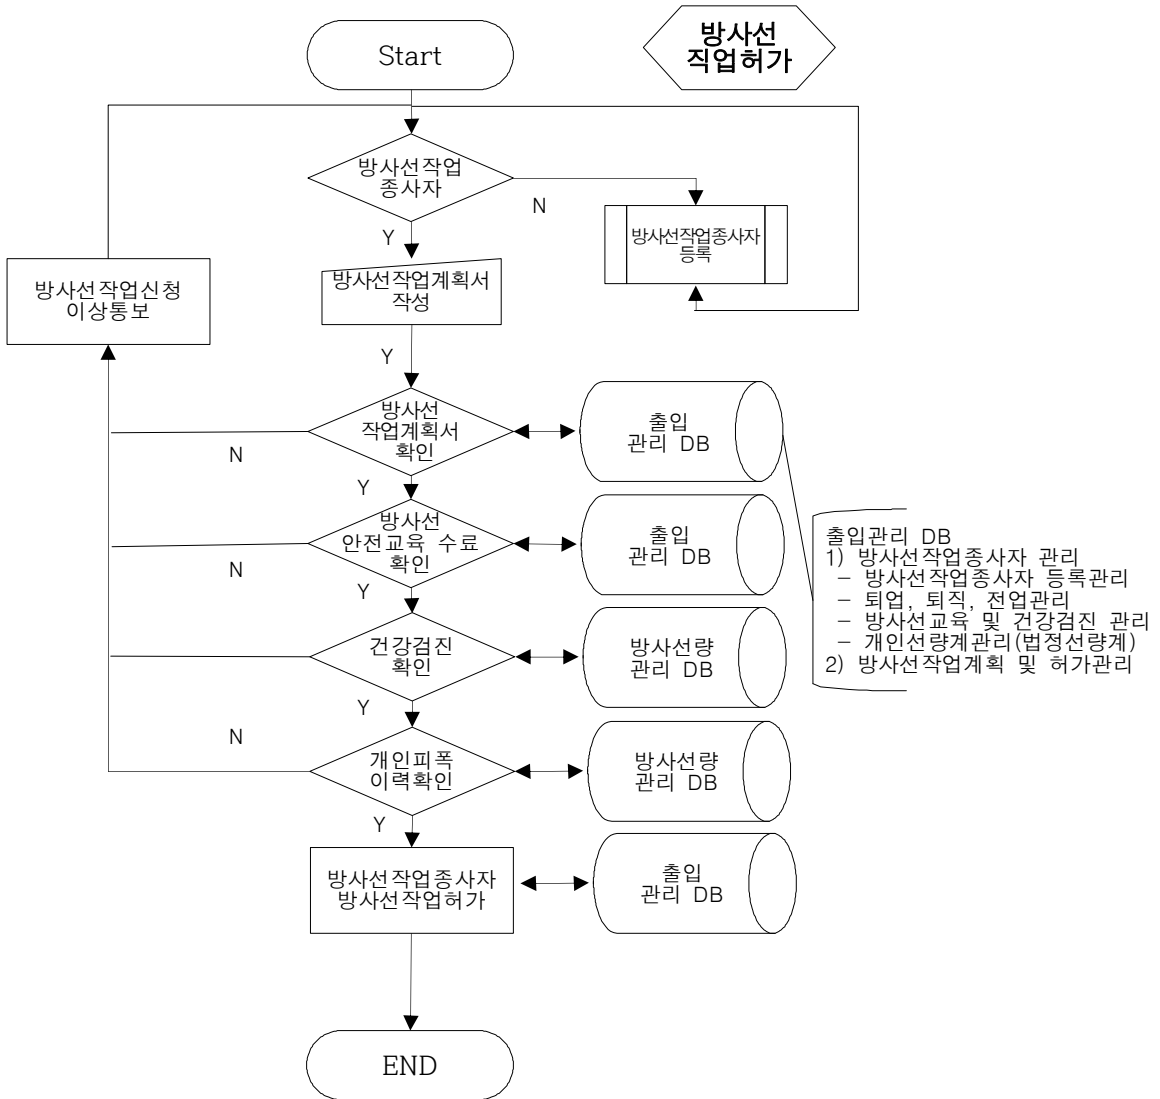 Start
방사선
직업허가
방사선작업
종사자
N
Y
방사선작업종사자
등록
방사선작업신청
이상통보
방사선작업계획서
작성
Y
방사선
작업계획서
확인
N
출입
관리 DB
Y
방사선
안전교육 수료
확인
N
출입
관리 DB
출입관리 DB
1) 방사선작업종사자 관리
- 방사선작업종사자 등록관리
- 퇴업, 퇴직, 전업관리
- 방사선교육 및 건강검진 관리
- 개인선량계관리(법정선량계)
2) 방사선작업계획 및 허가관리
Y
건강검진
확인
방사선량
관리 DB
Y
N
개인피폭
이력확인
방사선량
관리 DB
Y
방사선작업종사자
방사선작업허가
출입
관리 DB
END